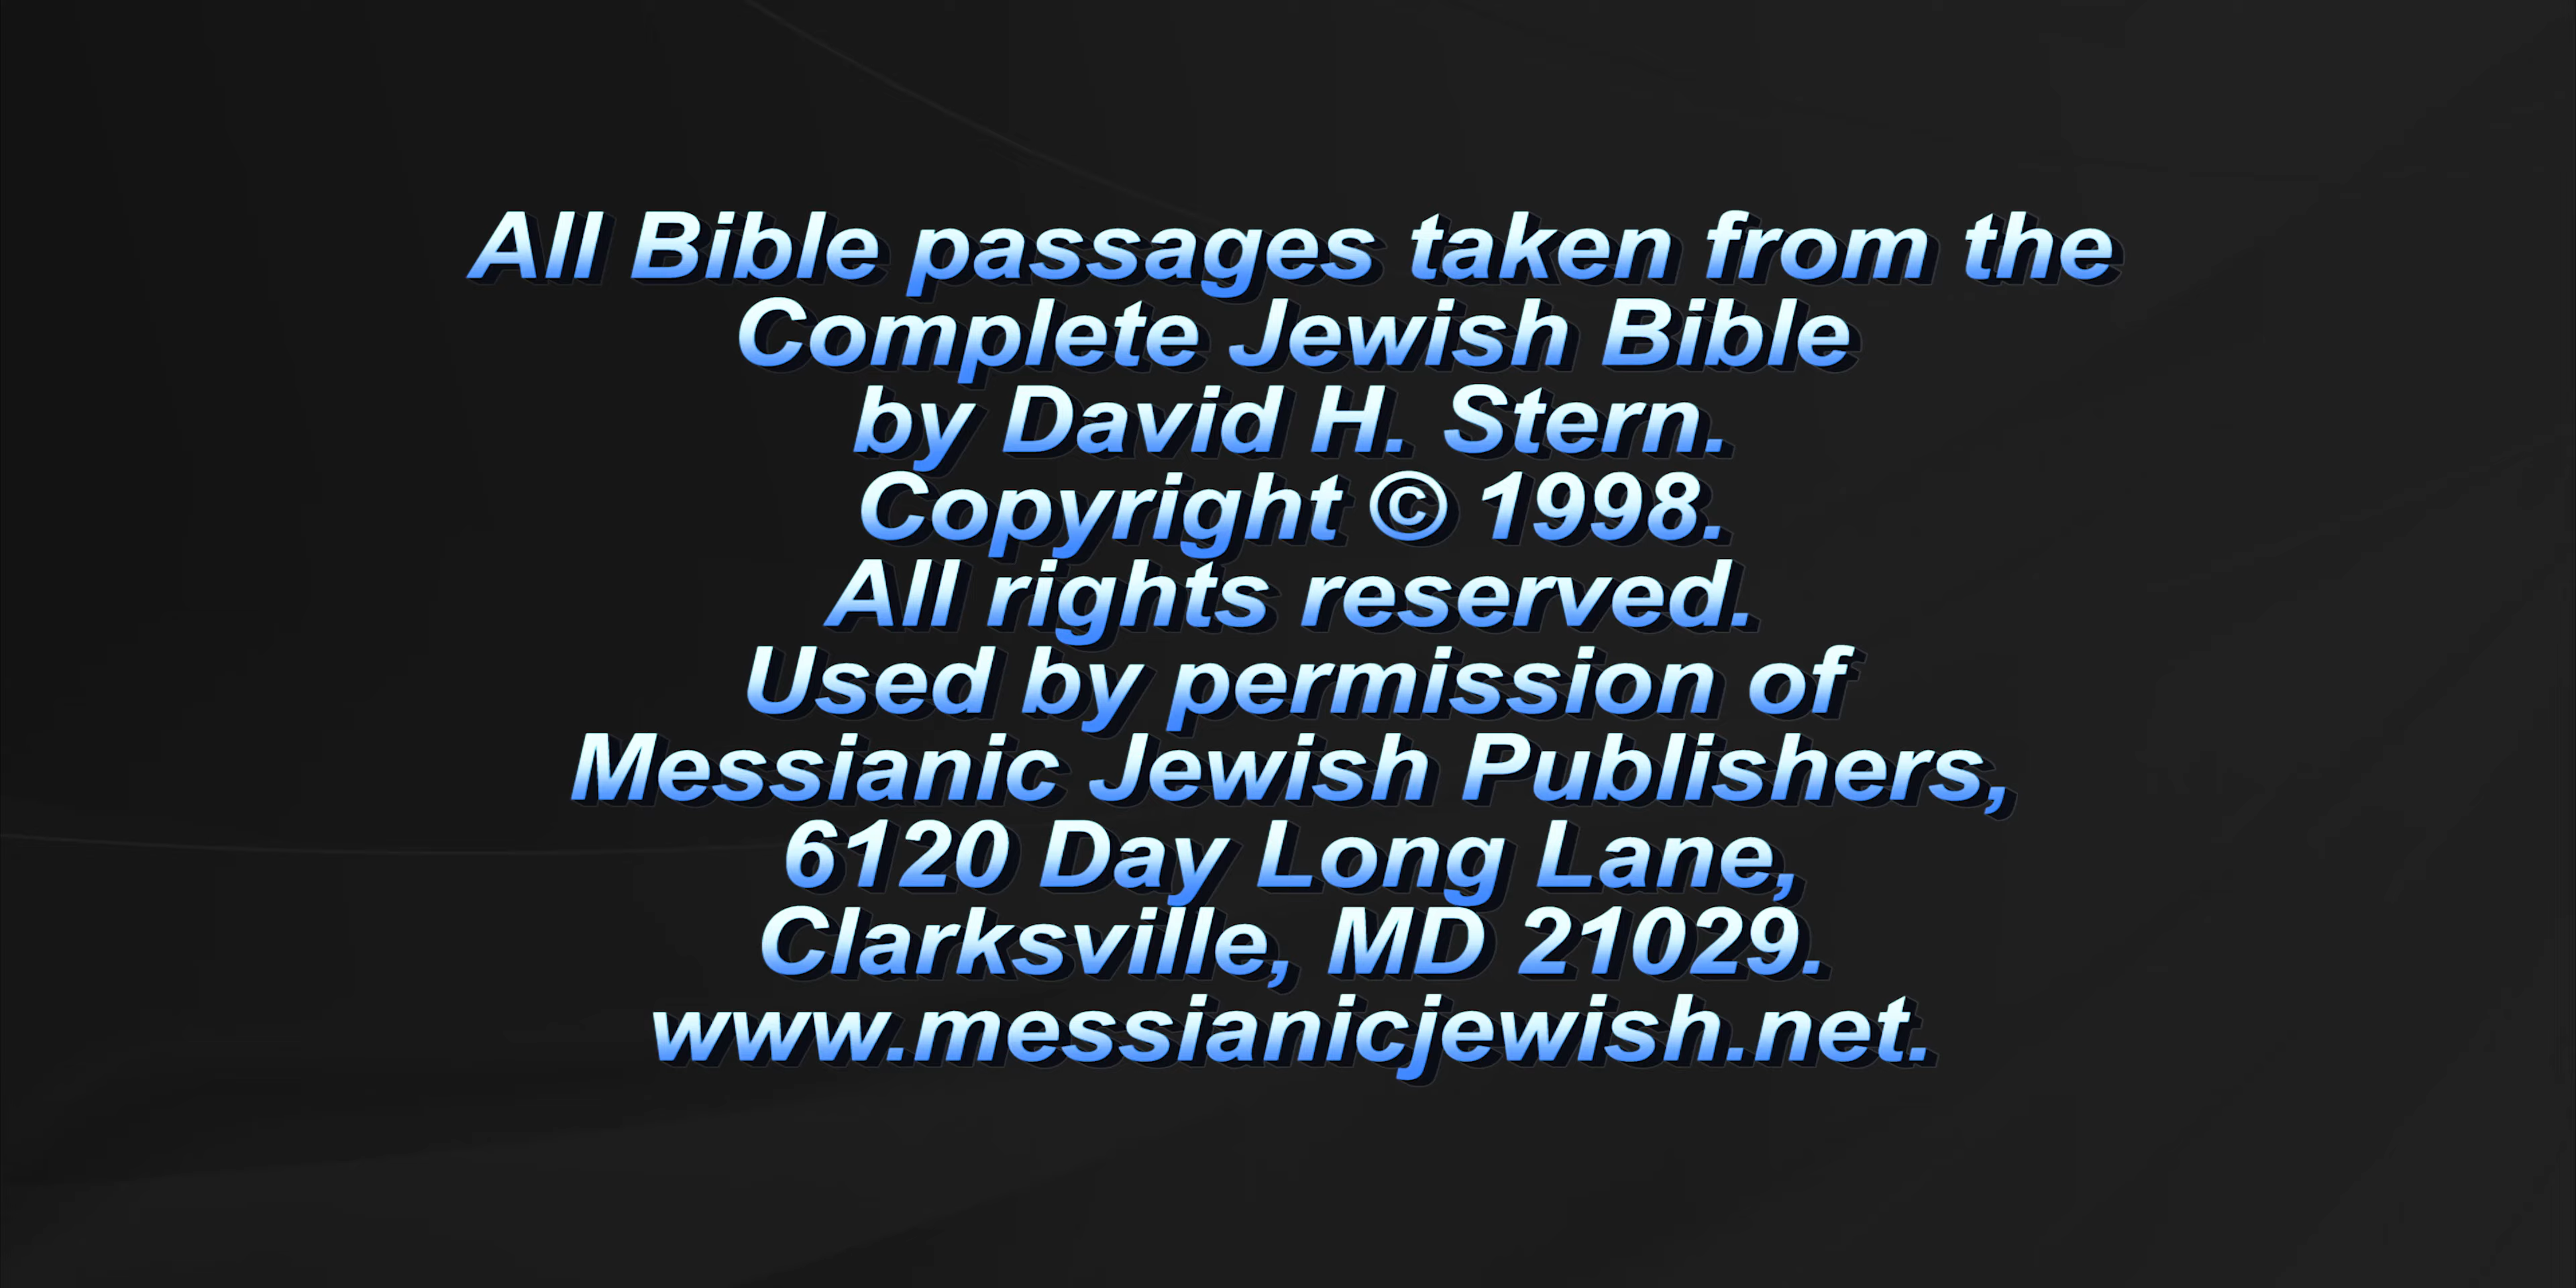 All Bible passages taken from the
Complete Jewish Bible
by David H. Stern.
Copyright © 1998.
All rights reserved.
Used by permission of
Messianic Jewish Publishers,
6120 Day Long Lane,
Clarksville, MD 21029.
www.messianicjewish.net.